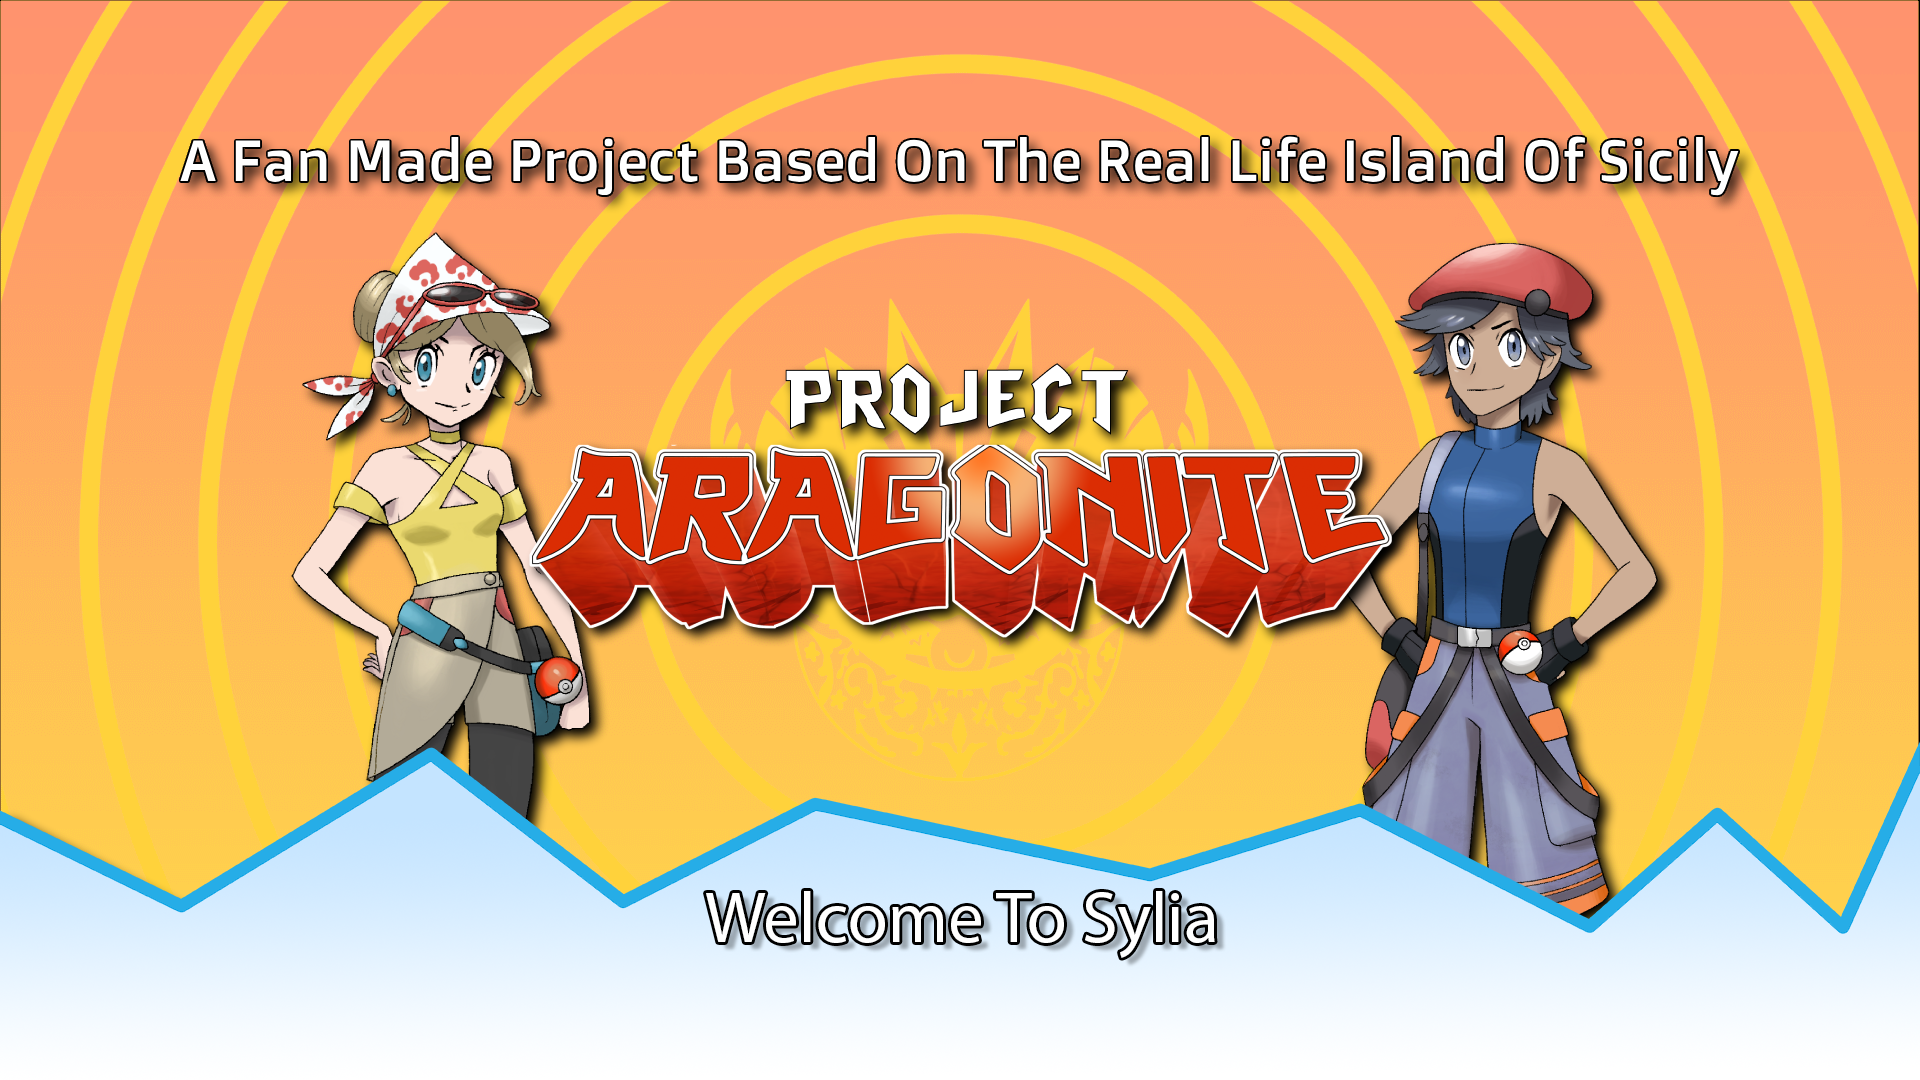 A Fan Made Project Based On The Real Life Island Of Sicily
PROJECT
ARAGONITE
Welcome To Sylia